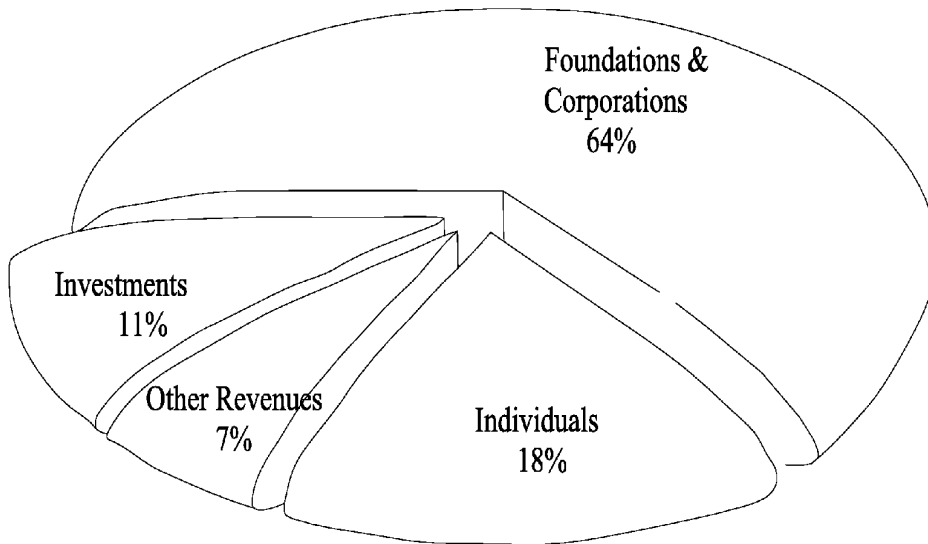 Foundations &
Corporations
64%
Investments
11%
Other Revenues
7%
Individuals
18%